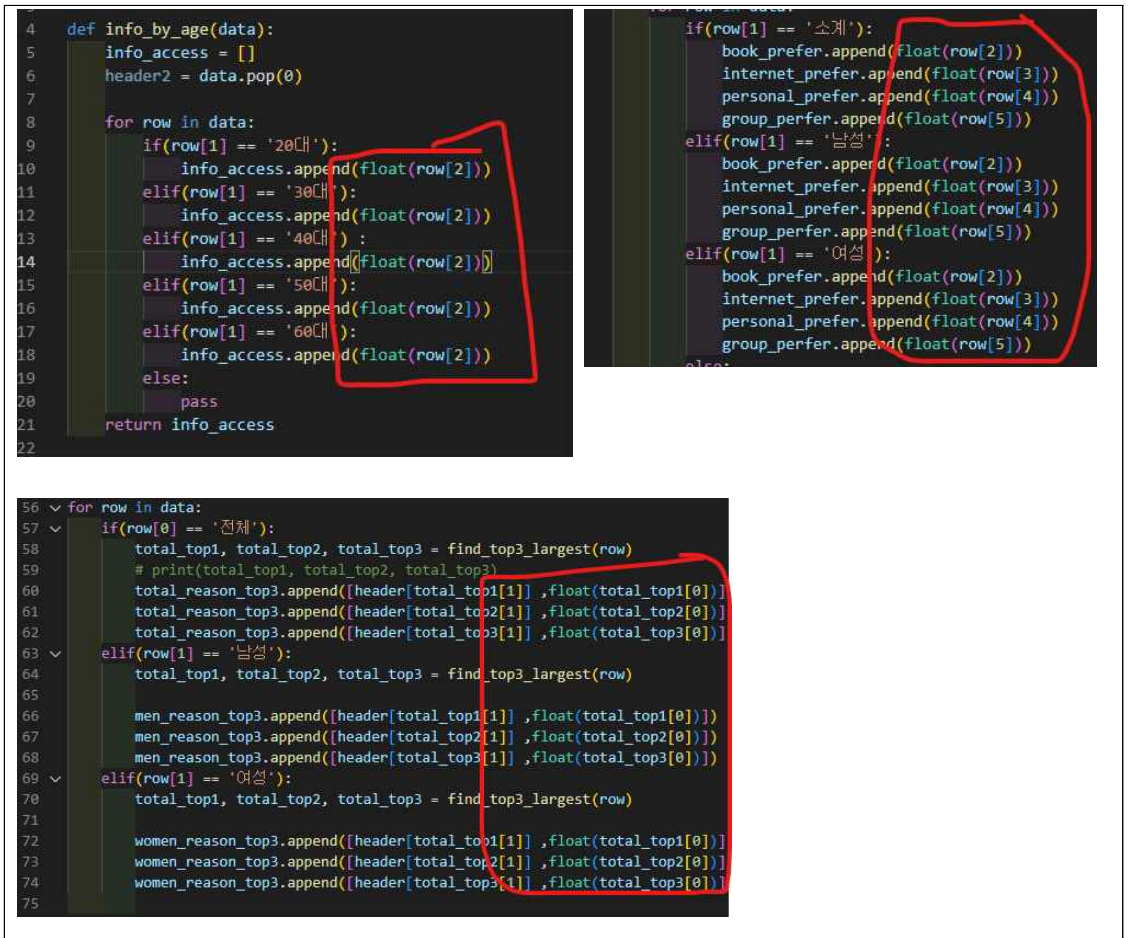 4 def info_by_age(data):
5 info_access = []
6 header2 = data.pop(0)
7
8 for row in data:
9 if(row[1] == '20대'):
10 info_access.append(float(row[2]))
11 elif(row[1] == '30대'):
12 info_access.append(float(row[2]))
13 elif(row[1] == '40대') :
14 info_access.append(float(row[2]))
15 elif(row[1] == '50대'):
16 info_access.append(float(row[2]))
17 elif(row[1] == '60대'):
18 info_access.append(float(row[2]))
19 else:
20 pass
21 return info_access
22
for row in data:
if(row[1] == '소계'):
book_prefer.append(float(row[2]))
internet_prefer.append(float(row[3]))
personal_prefer.append(float(row[4]))
group_perfer.append(float(row[5]))
elif(row[1] == '남성'):
book_prefer.append(float(row[2]))
internet_prefer.append(float(row[3]))
personal_prefer.append(float(row[4]))
group_perfer.append(float(row[5]))
elif(row[1] == '여성'):
book_prefer.append(float(row[2]))
internet_prefer.append(float(row[3]))
personal_prefer.append(float(row[4]))
group_perfer.append(float(row[5]))
else:
56 for row in data:
57 if(row[0] == '전체'):
58 total_top1, total_top2, total_top3 = find_top3_largest(row)
59 # print(total_top1, total_top2, total_top3)
60 total_reason_top3.append([header[total_top1[1]] ,float(total_top1[0])]
61 total_reason_top3.append([header[total_top2[1]] ,float(total_top2[0])]
62 total_reason_top3.append([header[total_top3[1]] ,float(total_top3[0])]
63 elif(row[1] == '남성'):
64 total_top1, total_top2, total_top3 = find_top3_largest(row)
65
66 men_reason_top3.append([header[total_top1[1]] ,float(total_top1[0])])
67 men_reason_top3.append([header[total_top2[1]] ,float(total_top2[0])])
68 men_reason_top3.append([header[total_top3[1]] ,float(total_top3[0])])
69 elif(row[1] == '여성'):
70 total_top1, total_top2, total_top3 = find_top3_largest(row)
71
72 women_reason_top3.append([header[total_top1[1]] ,float(total_top1[0])]
73 women_reason_top3.append([header[total_top2[1]] ,float(total_top2[0])]
74 women_reason_top3.append([header[total_top3[1]] ,float(total_top3[0])]
75